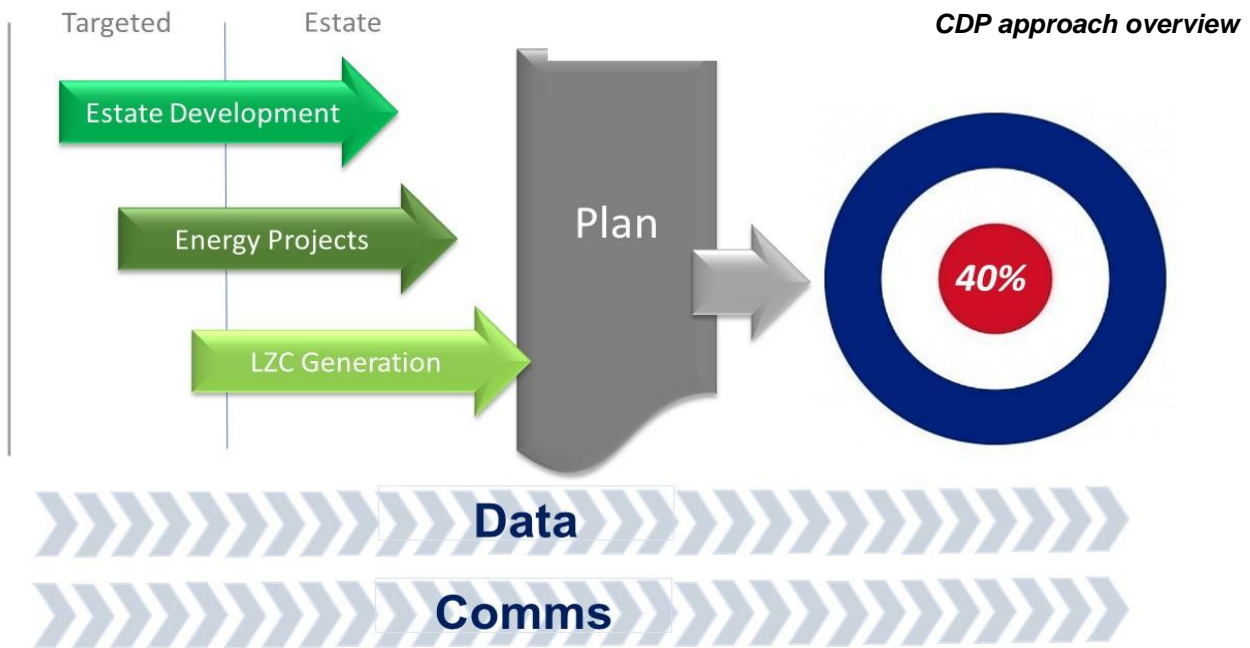 Targeted
Estate
CDP approach overview
Estate Development
Energy Projects
LZC Generation
Plan
40%
Data
Comms